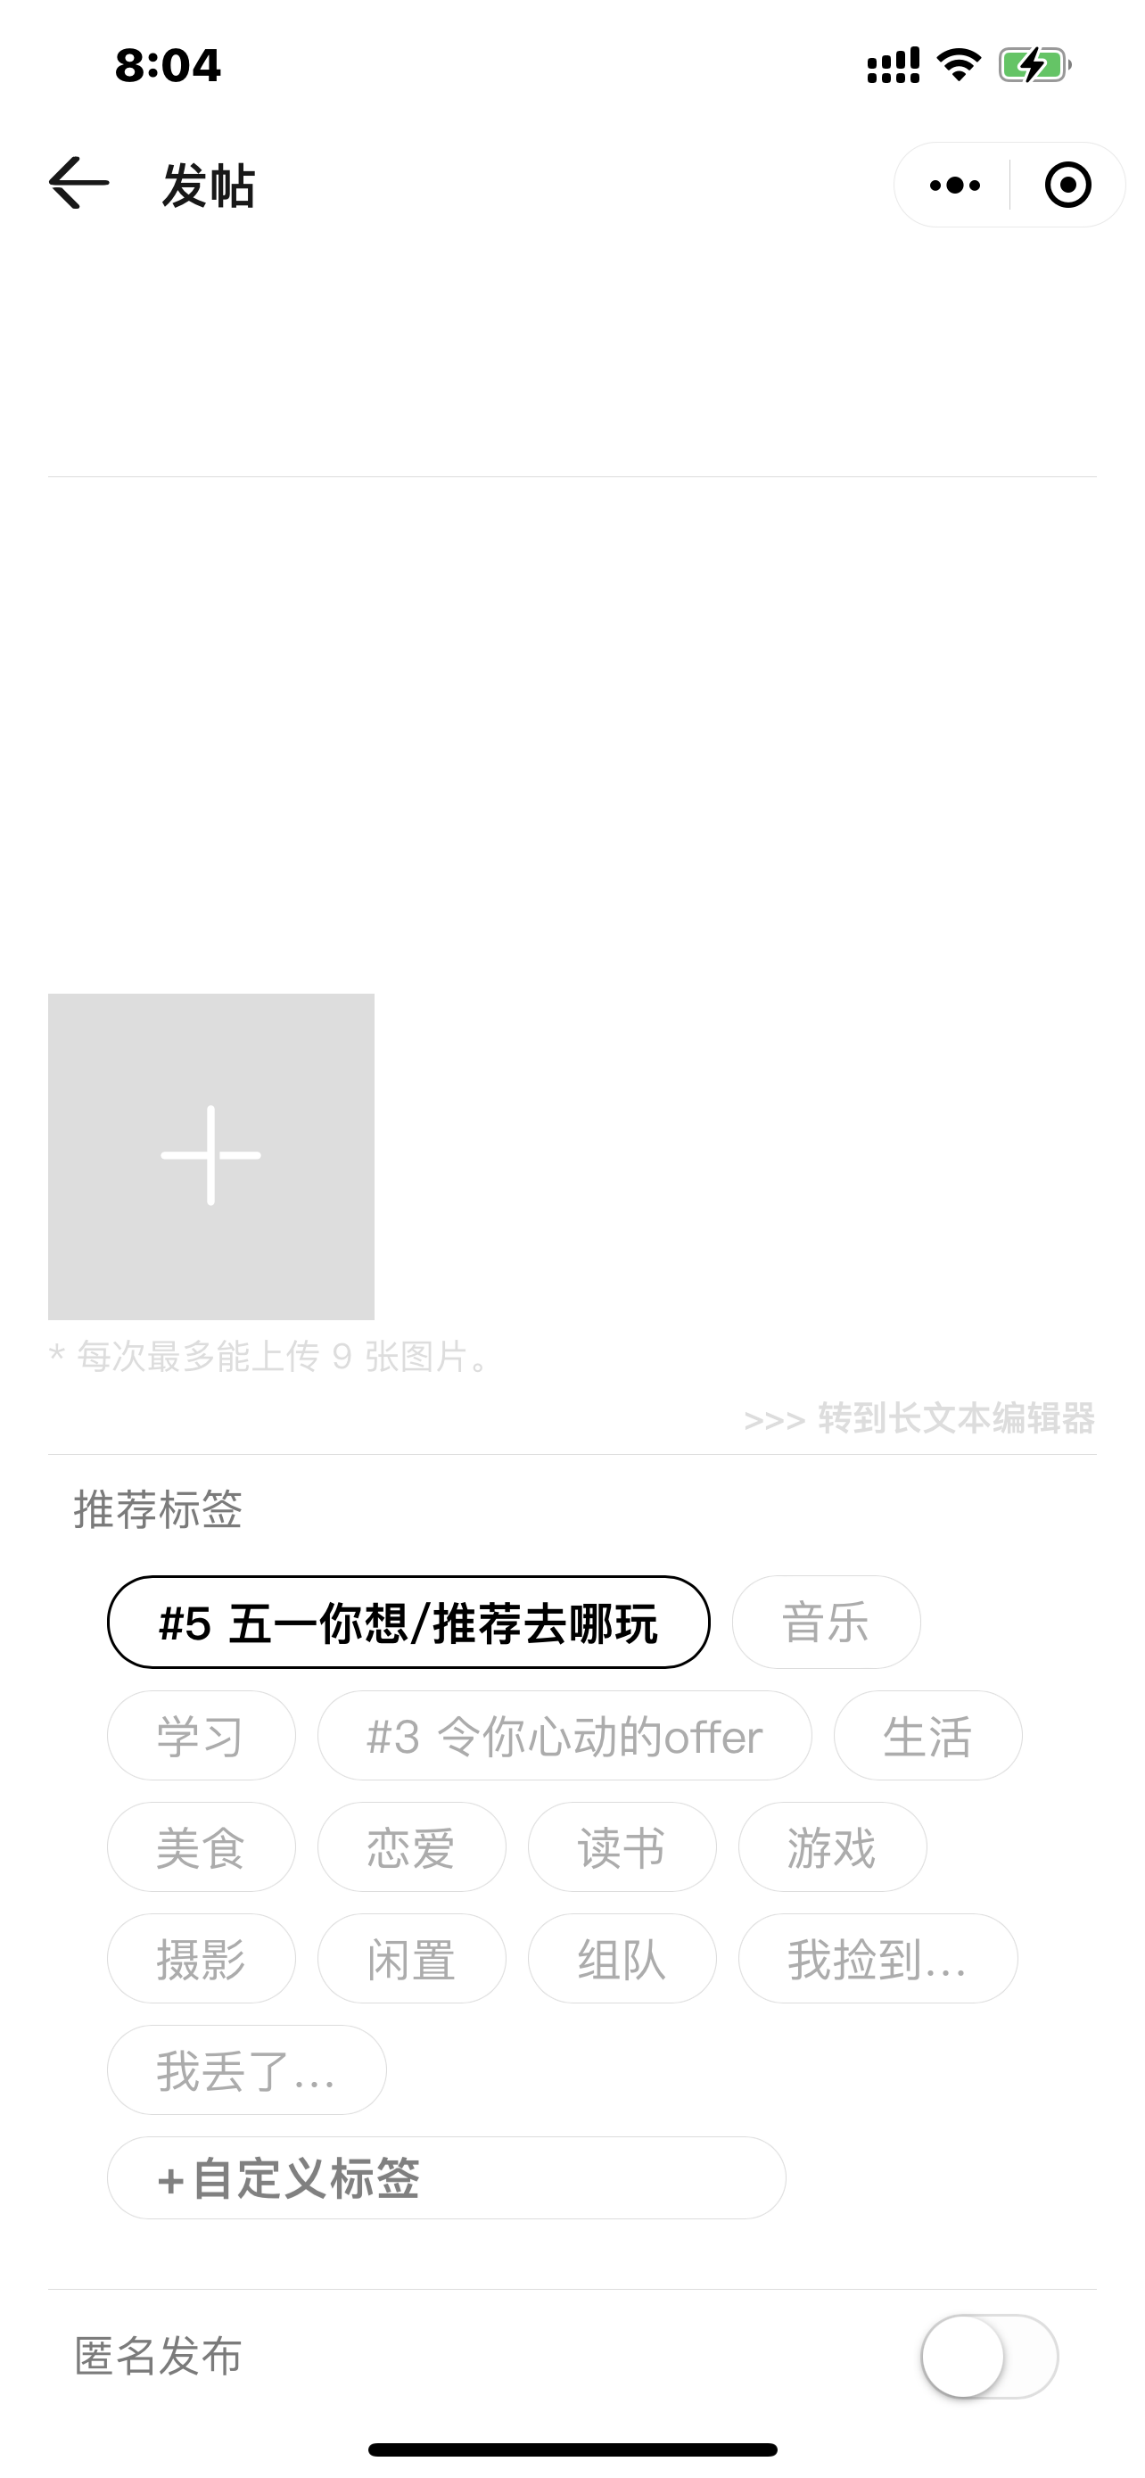 8:04
发帖
* 每次最多能上传 9 张图片。
>>> 转到长文本编辑器
推荐标签
#5 五一你想/推荐去哪玩 音乐
学习 #3 令你心动的offer 生活
美食 恋爱 读书 游戏
摄影 闲置 组队 我捡到...
我丢了...
+自定义标签
匿名发布